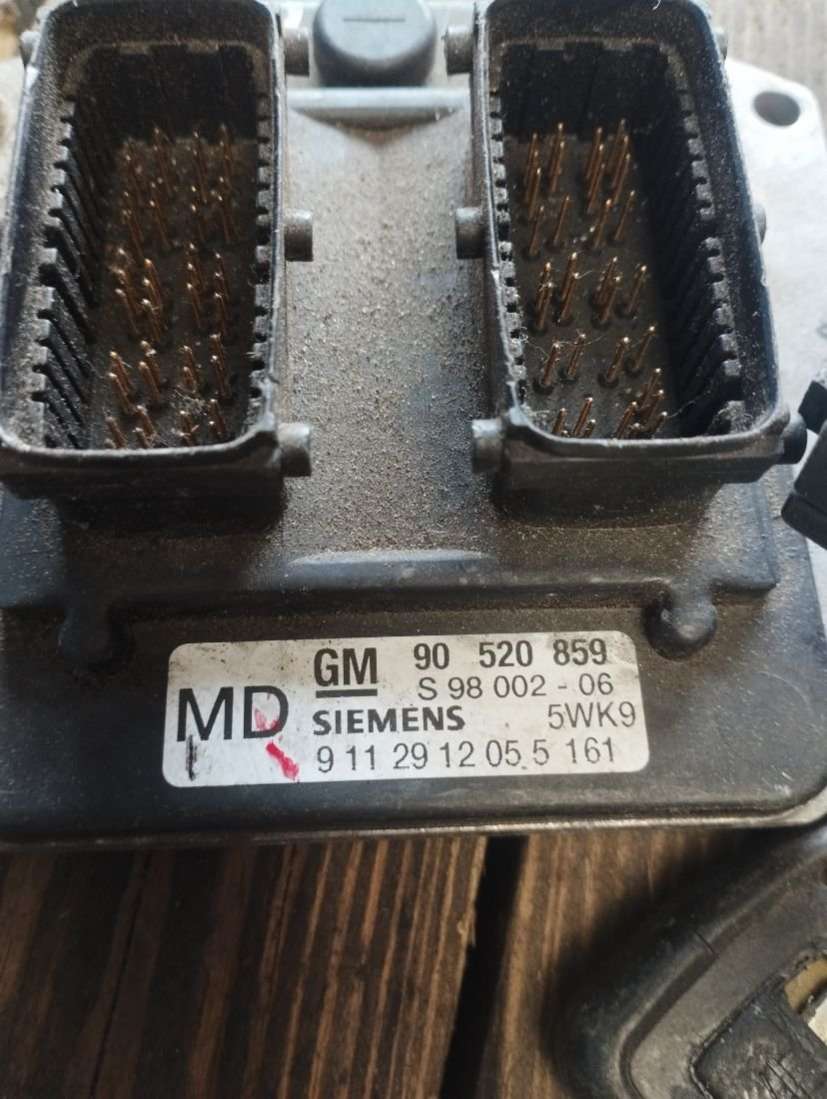 GM 90 520 859
S 98 002 - 06
MD SIEMENS 5WK9
9 11 29 12 05 5 161